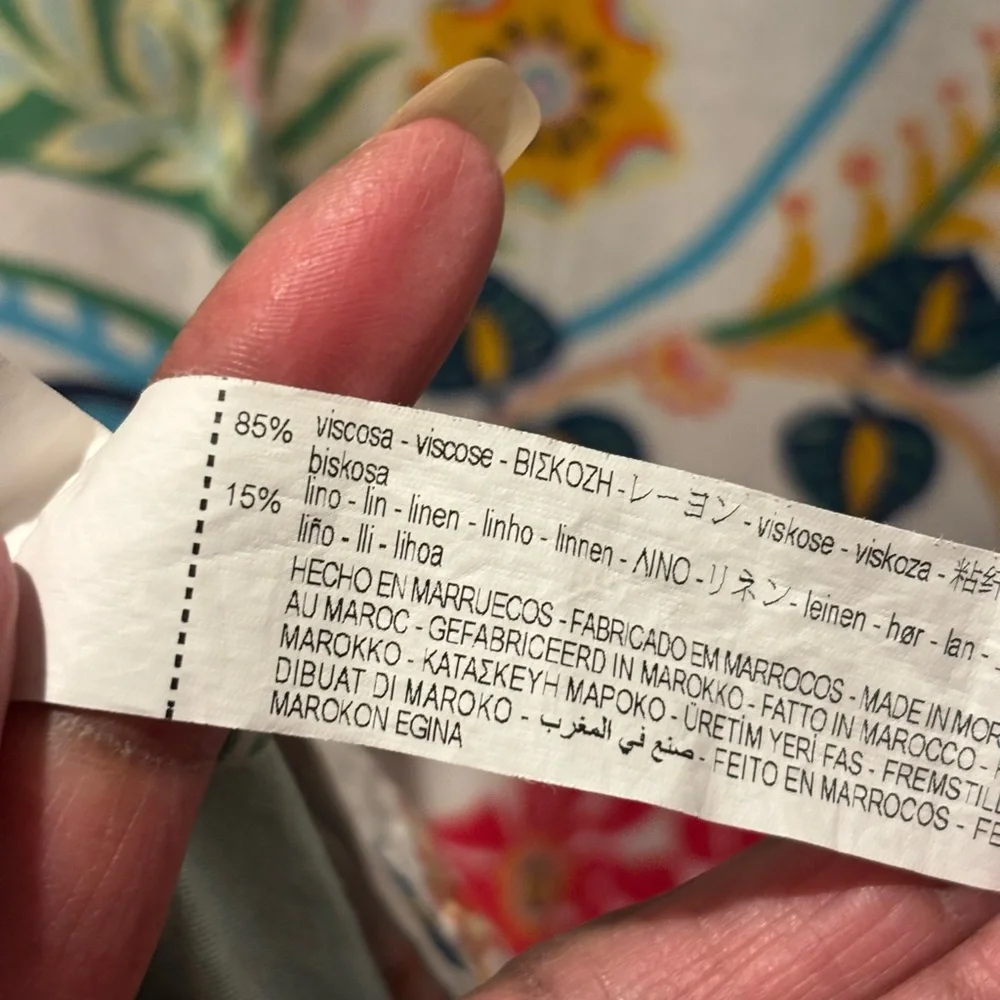 85% viscosa - viscose - ΒΙΣΚΟΖΗ - レーヨン - viskose - viskoza -
biskosa
15% lino - lin - linen - linho - linnen - ΛΙΝΟ - リネン - leinen - hør - lan -
liño - lli - lihoa
HECHO EN MARRUECOS - FABRICADO EM MARROCOS - MADE IN
AU MAROC - GEFABRICEERD IN MAROKKO - FATTO IN MAROCCO -
MAROKKO - ΚΑΤΑΣΚΕΥΗ ΜΑΡΟΚΟ - ÜRETİM YERİ FAS -
DIBUAT DI MAROKO - صنع في المغرب - FEITO EN MARROCOS -
MAROKON EGINA